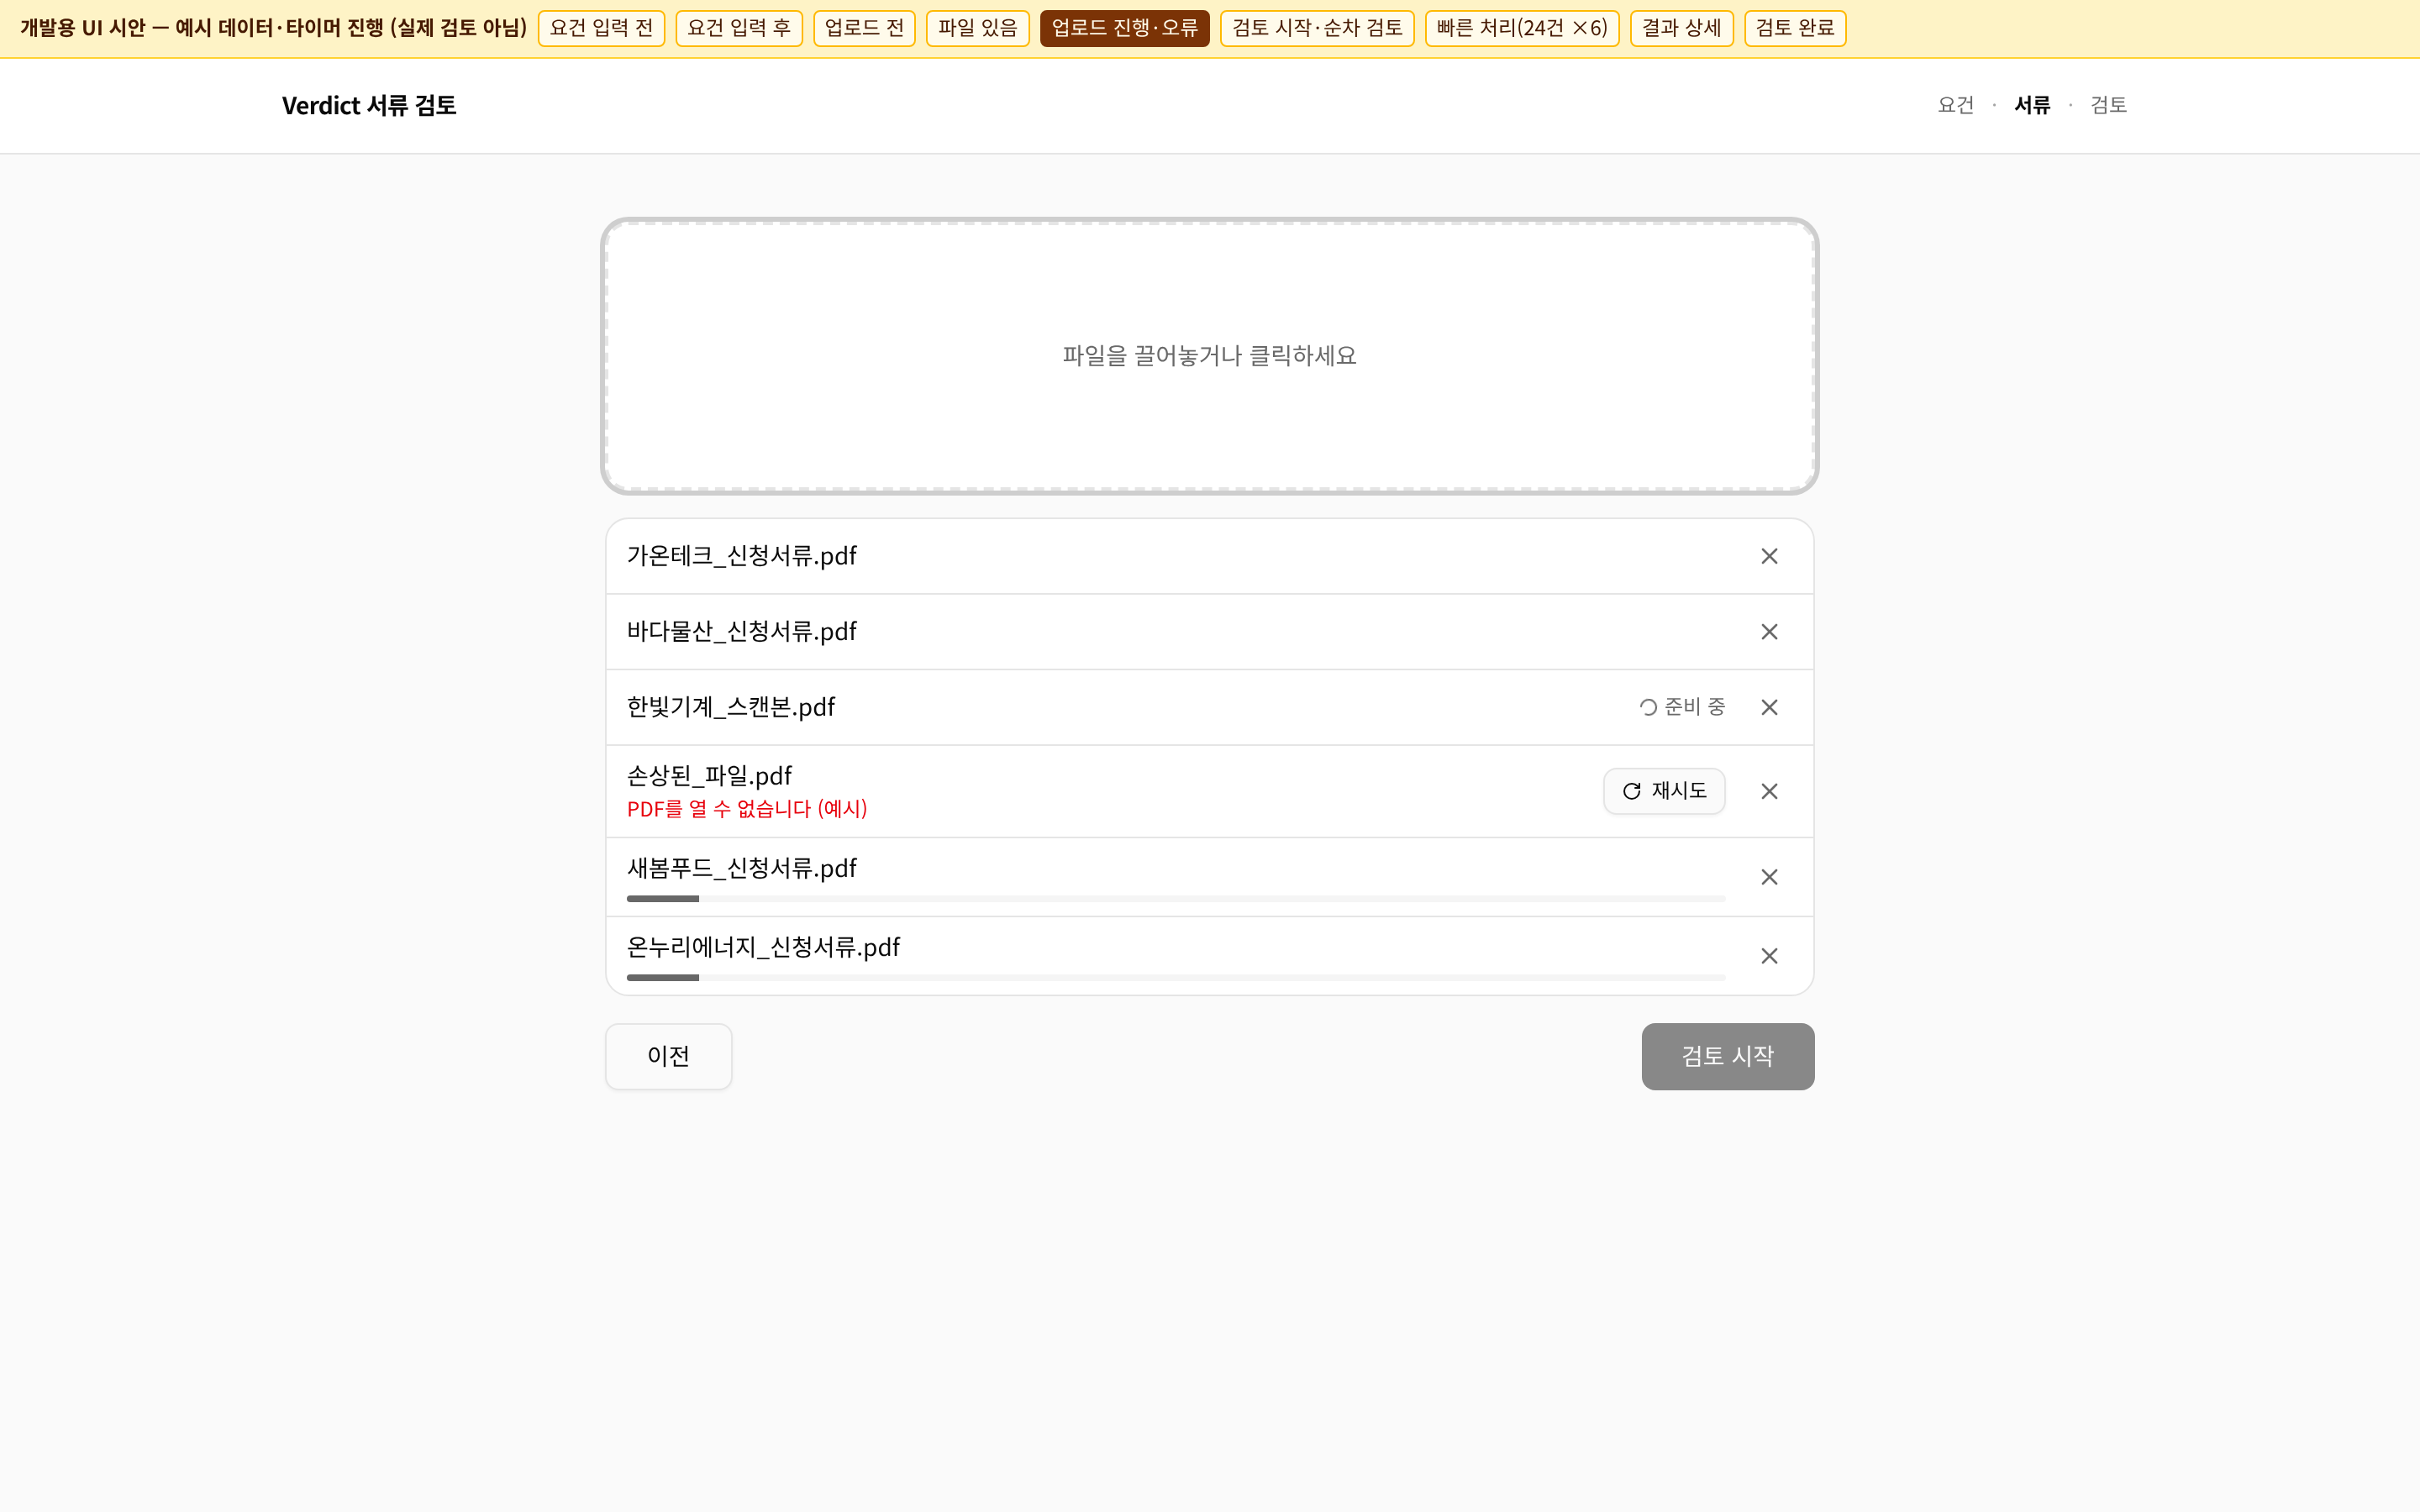 개발용 UI 시안 — 예시 데이터·타이머 진행 (실제 검토 아님) 요건 입력 전 요건 입력 후 업로드 전 파일 있음 업로드 진행·오류 검토 시작·순차 검토 빠른 처리(24건 ×6) 결과 상세 검토 완료
Verdict 서류 검토 요건 · 서류 · 검토
파일을 끌어놓거나 클릭하세요
가온테크_신청서류.pdf
바다물산_신청서류.pdf
한빛기계_스캔본.pdf 준비 중
손상된_파일.pdf
PDF를 열 수 없습니다 (예시) 재시도
새봄푸드_신청서류.pdf
온누리에너지_신청서류.pdf
이전 검토 시작